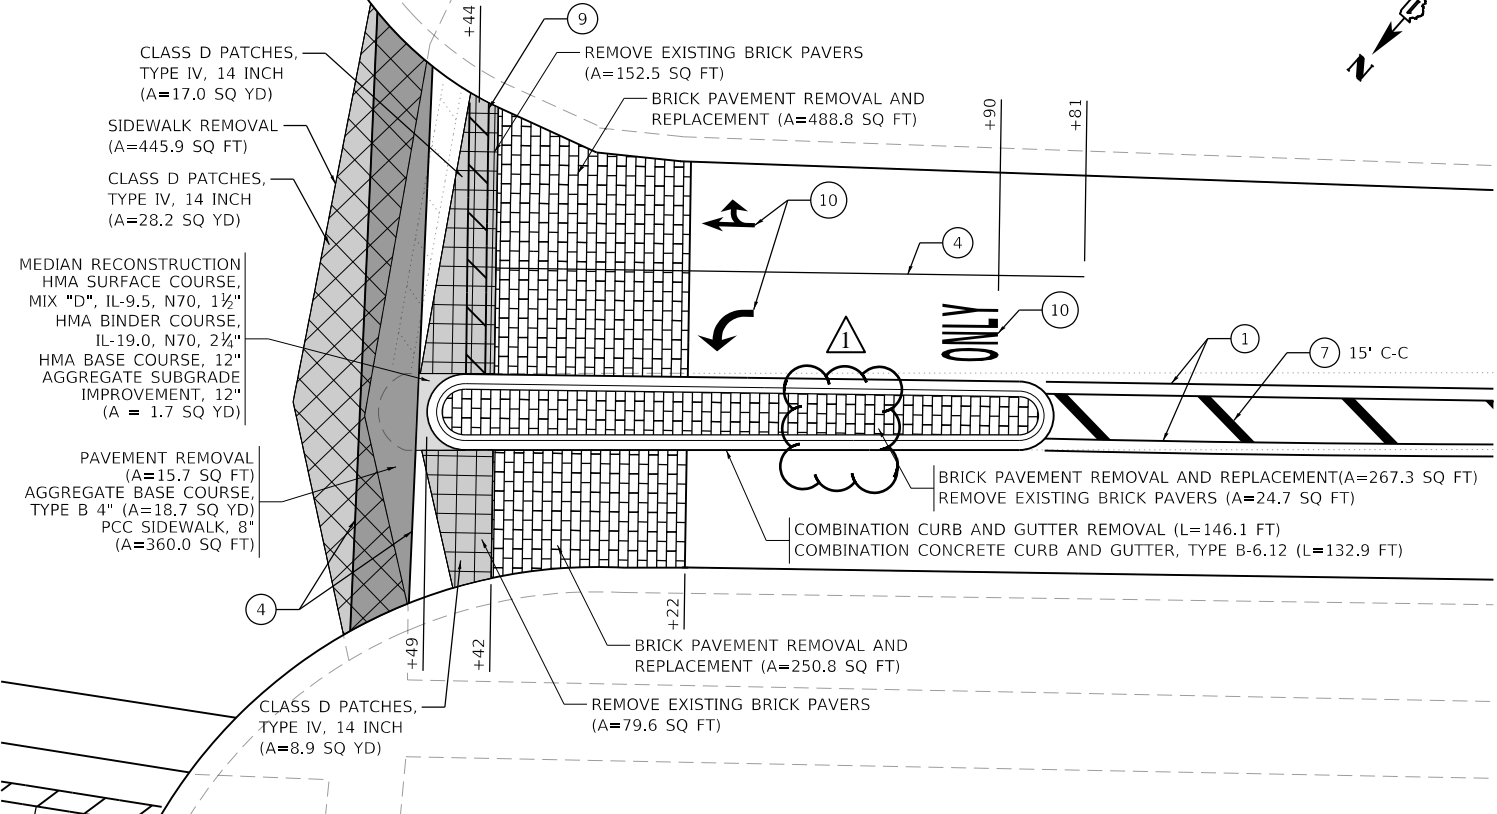 +44
9
CLASS D PATCHES,
TYPE IV, 14 INCH
(A=17.0 SQ YD)
REMOVE EXISTING BRICK PAVERS
(A=152.5 SQ FT)
BRICK PAVEMENT REMOVAL AND
REPLACEMENT (A=488.8 SQ FT)
+90
+81
N
SIDEWALK REMOVAL
(A=445.9 SQ FT)
CLASS D PATCHES,
TYPE IV, 14 INCH
(A=28.2 SQ YD)
10
4
MEDIAN RECONSTRUCTION
HMA SURFACE COURSE,
MIX "D", IL-9.5, N70, 1½"
HMA BINDER COURSE,
IL-19.0, N70, 2¼"
HMA BASE COURSE, 12"
AGGREGATE SUBGRADE
IMPROVEMENT, 12"
(A = 1.7 SQ YD)
ONLY
10
1
1
7 15' C-C
PAVEMENT REMOVAL
(A=15.7 SQ FT)
AGGREGATE BASE COURSE,
TYPE B 4" (A=18.7 SQ YD)
PCC SIDEWALK, 8"
(A=360.0 SQ FT)
BRICK PAVEMENT REMOVAL AND REPLACEMENT(A=267.3 SQ FT)
REMOVE EXISTING BRICK PAVERS (A=24.7 SQ FT)
COMBINATION CURB AND GUTTER REMOVAL (L=146.1 FT)
COMBINATION CONCRETE CURB AND GUTTER, TYPE B-6.12 (L=132.9 FT)
4
+49
+42
+22
BRICK PAVEMENT REMOVAL AND
REPLACEMENT (A=250.8 SQ FT)
CLASS D PATCHES,
TYPE IV, 14 INCH
(A=8.9 SQ YD)
REMOVE EXISTING BRICK PAVERS
(A=79.6 SQ FT)